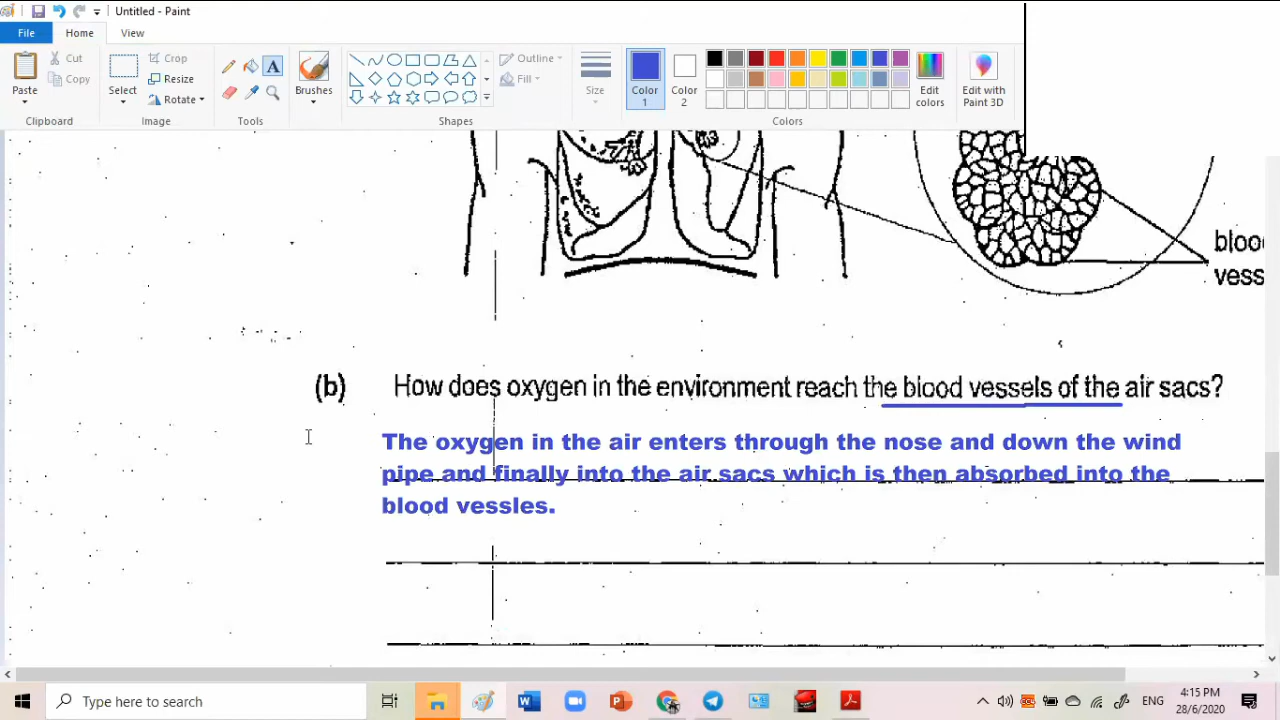 Untitled - Paint
File
Home
View
Paste
Cut
Copy
Clipboard
Select
Crop
Resize
Rotate
Image
Tools
Brushes
Shapes
Outline
Fill
Size
Color 1
Color 2
Edit colors
Edit with Paint 3D
Colors
bloo
vess
(b) How does oxygen in the environment reach the blood vessels of the air sacs?
The oxygen in the air enters through the nose and down the wind
pipe and finally into the air sacs which is then absorbed into the
blood vessles.
Type here to search
ENG
4:15 PM
28/6/2020